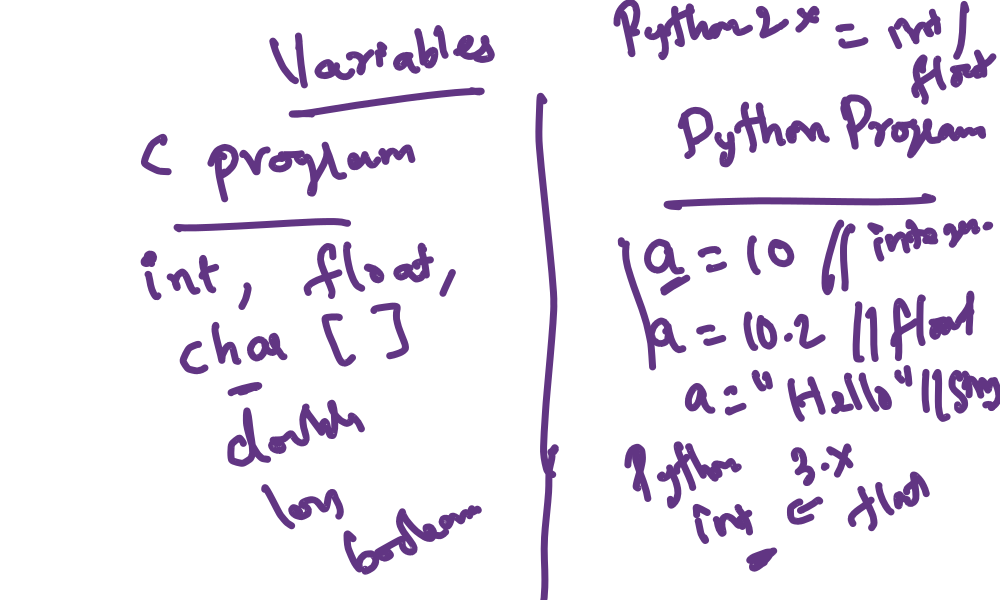 Variables
C program
int, float,
char [ ]
double
long
boolean
Python 2x = int /
float
Python Program
a = 10 // integer.
a = 10.2 // float
a = "Hello" // String
Python 3.x
int float